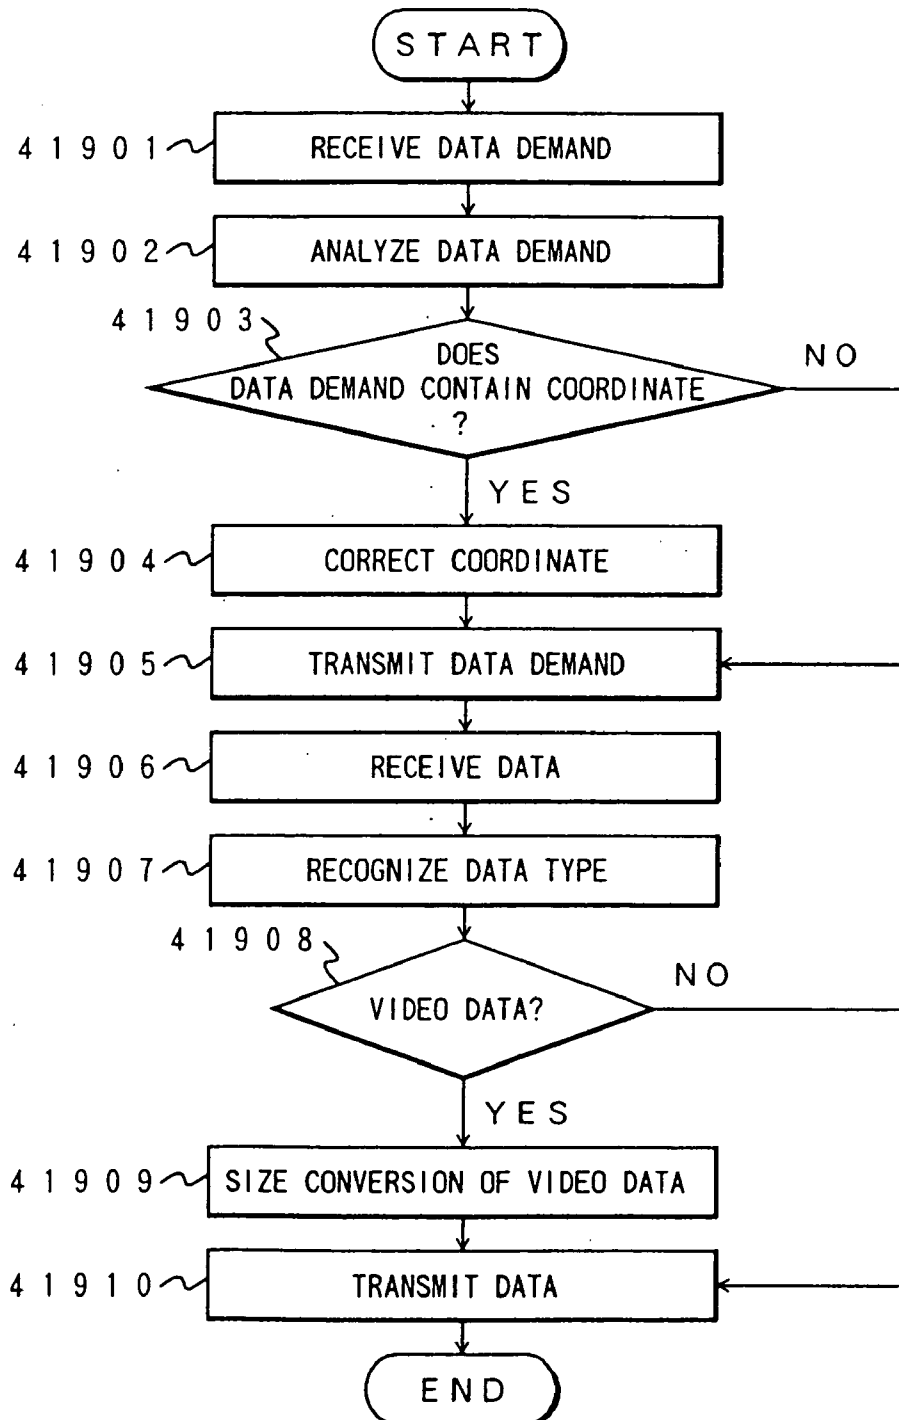 START
41901 RECEIVE DATA DEMAND
41902 ANALYZE DATA DEMAND
41903
DOES
DATA DEMAND CONTAIN COORDINATE
?
NO
YES
41904 CORRECT COORDINATE
41905 TRANSMIT DATA DEMAND
41906 RECEIVE DATA
41907 RECOGNIZE DATA TYPE
41908
VIDEO DATA?
NO
YES
41909 SIZE CONVERSION OF VIDEO DATA
41910 TRANSMIT DATA
END